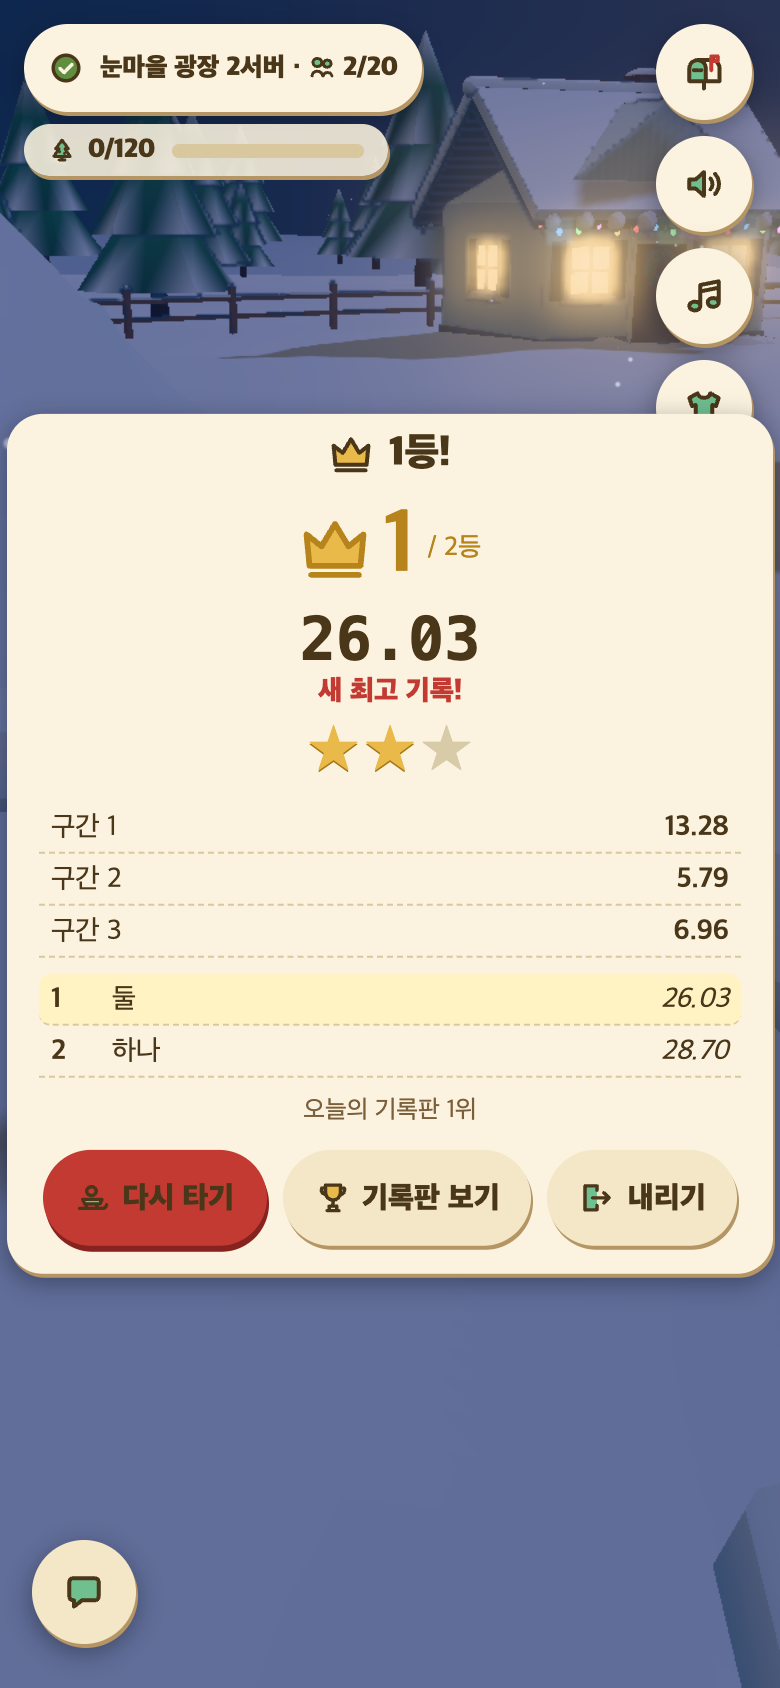 눈마을 광장 2서버 · 2/20
0/120
1등!
1 / 2등
26.03
새 최고 기록!
구간 1 13.28
구간 2 5.79
구간 3 6.96
1 둘 26.03
2 하나 28.70
오늘의 기록판 1위
다시 타기 기록판 보기 내리기